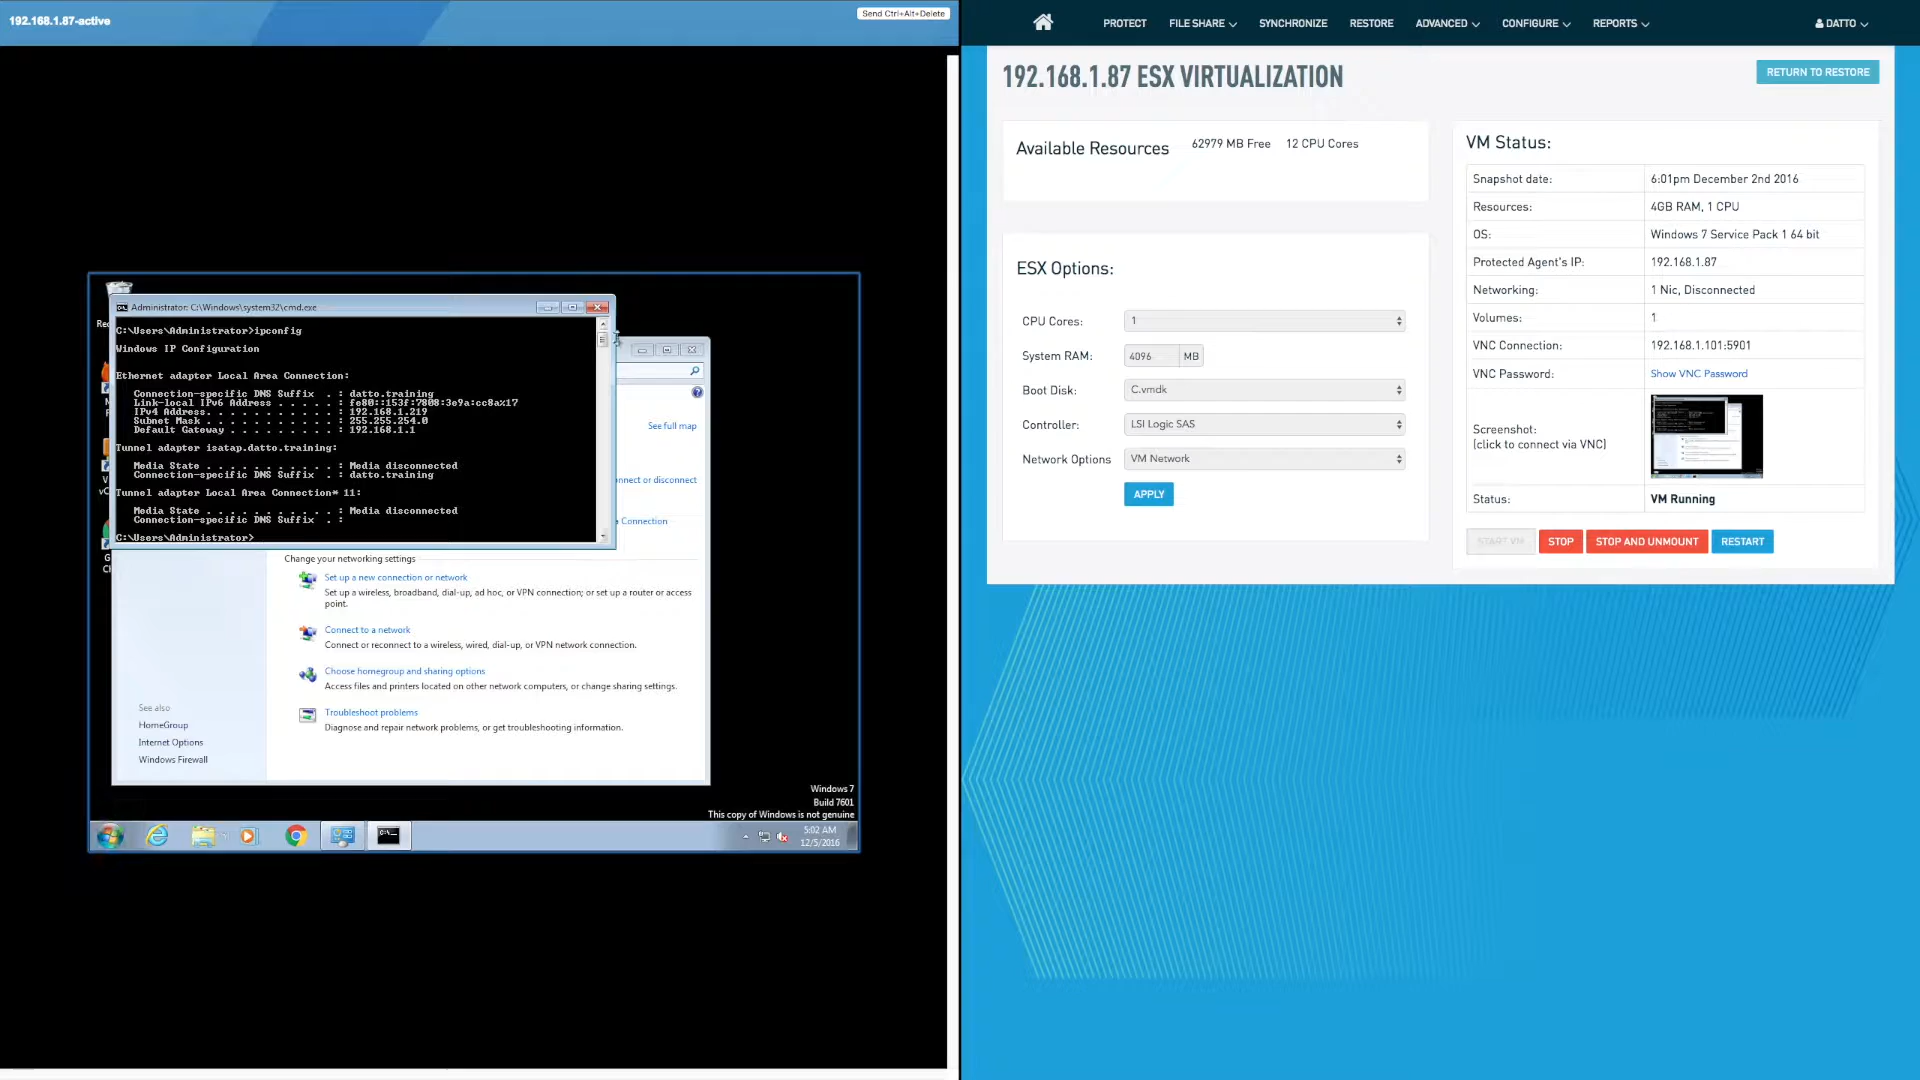 192.168.1.87-active
Send Ctrl+Alt+Delete
Administrator: C:\Windows\system32\cmd.exe
C:\Users\Administrator>ipconfig
Windows IP Configuration
Ethernet adapter Local Area Connection:
Connection-specific DNS Suffix . : datto.training
Link-local IPv6 Address . . . . . : fe80::153f:7808:3e9a:cc8a%17
IPv4 Address. . . . . . . . . . . : 192.168.1.219
Subnet Mask . . . . . . . . . . . : 255.255.254.0
Default Gateway . . . . . . . . . : 192.168.1.1
Tunnel adapter isatap.datto.training:
Media State . . . . . . . . . . . : Media disconnected
Connection-specific DNS Suffix . : datto.training
Tunnel adapter Local Area Connection* 11:
Media State . . . . . . . . . . . : Media disconnected
Connection-specific DNS Suffix . :
C:\Users\Administrator>
See full map
Connection
Change your networking settings
Set up a new connection or network
Set up a wireless, broadband, dial-up, ad hoc, or VPN connection; or set up a router or access
point.
Connect to a network
Connect or reconnect to a wireless, wired, dial-up, or VPN network connection.
Choose homegroup and sharing options
Access files and printers located on other network computers, or change sharing settings.
Troubleshoot problems
Diagnose and repair network problems, or get troubleshooting information.
See also
HomeGroup
Internet Options
Windows Firewall
Windows 7
Build 7601
This copy of Windows is not genuine
5:02 AM
12/5/2016
PROTECT FILE SHARE SYNCHRONIZE RESTORE ADVANCED CONFIGURE REPORTS DATTO
192.168.1.87 ESX VIRTUALIZATION
RETURN TO RESTORE
Available Resources 62979 MB Free 12 CPU Cores
ESX Options:
CPU Cores: 1
System RAM: 4096 MB
Boot Disk: C.vmdk
Controller: LSI Logic SAS
Network Options VM Network
APPLY
VM Status:
Snapshot date: 6:01pm December 2nd 2016
Resources: 4GB RAM, 1 CPU
OS: Windows 7 Service Pack 1 64 bit
Protected Agent's IP: 192.168.1.87
Networking: 1 Nic, Disconnected
Volumes: 1
VNC Connection: 192.168.1.101:5901
VNC Password: Show VNC Password
Screenshot:
[click to connect via VNC]
Status: VM Running
START VM STOP STOP AND UNMOUNT RESTART